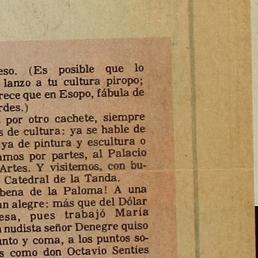 eso. (Es posible que lo
lanzo a tu cultura piropo;
rece que en Esopo, fábula de
rdes.)
por otro cachete, siempre
s de cultura: ya se hable de
ya de pintura y escultura o
amos por partes, al Palacio
Artes. Y visitemos, con bu-
Catedral de la Tanda.
bena de la Paloma! A una
an alegre: más que del Dólar
esa, pues trabajó María
nudista señor Denegre quiso
unto y coma, a los puntos so-
s como don Octavio Senties